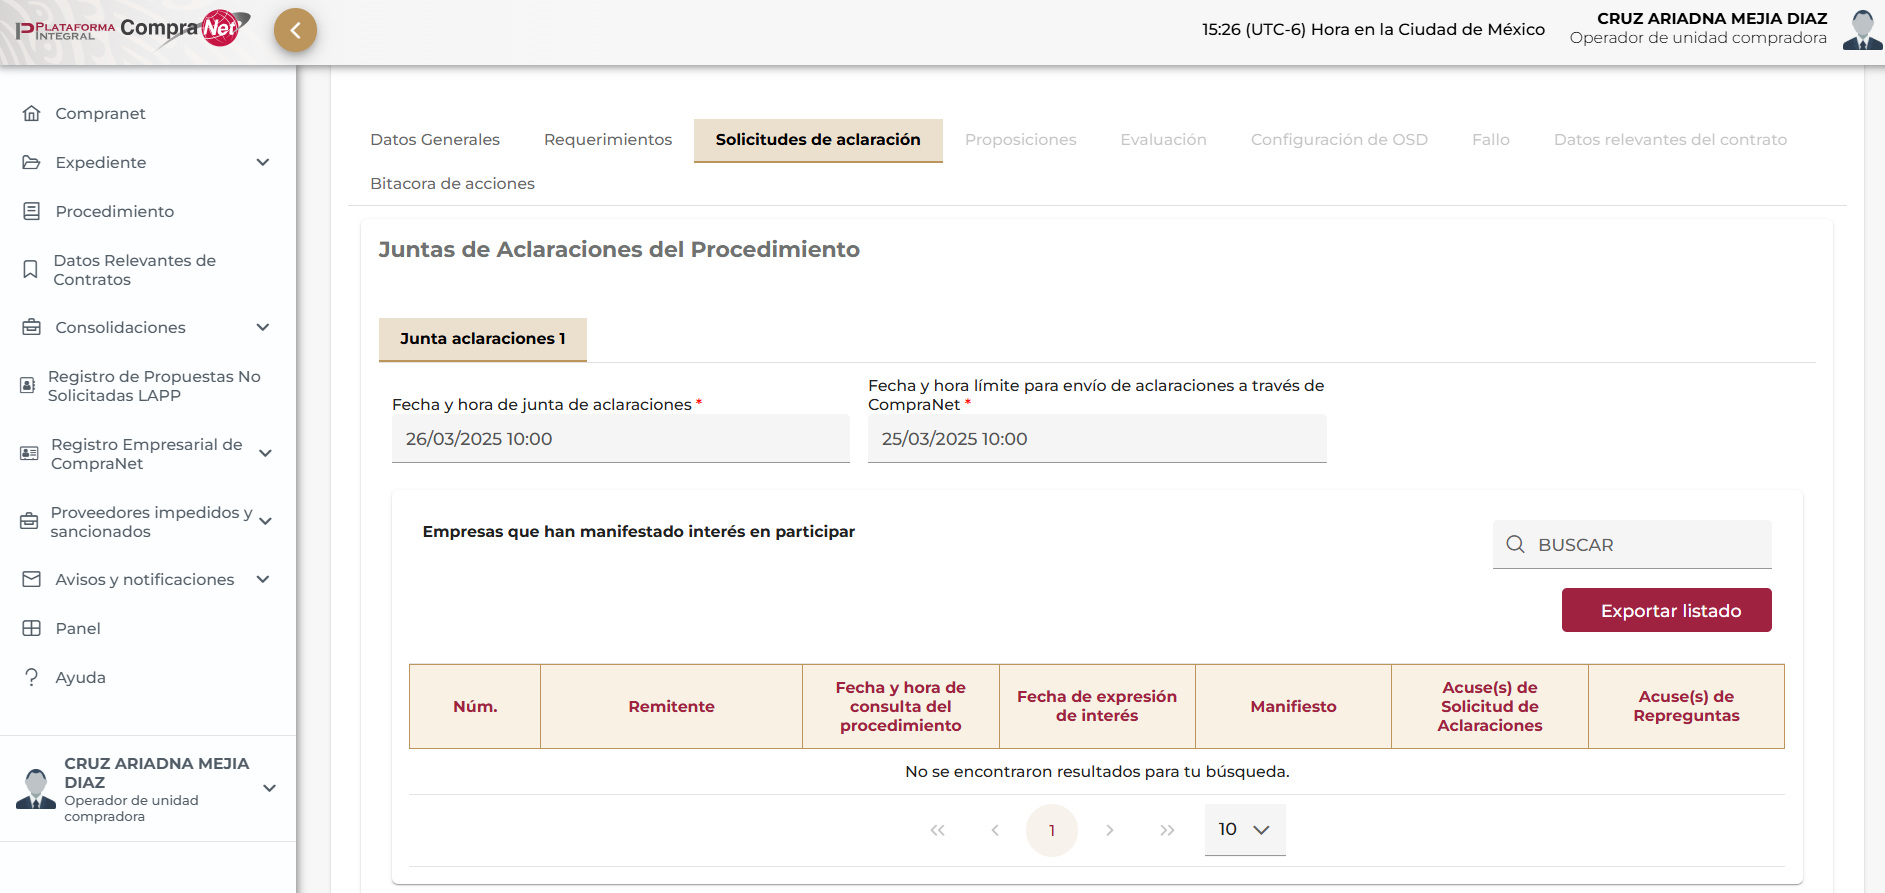 PLATAFORMA
INTEGRAL
CompraNet
15:26 (UTC-6) Hora en la Ciudad de México
CRUZ ARIADNA MEJIA DIAZ
Operador de unidad compradora
Compranet
Expediente
Procedimiento
Datos Relevantes de
Contratos
Consolidaciones
Registro de Propuestas No
Solicitadas LAPP
Registro Empresarial de
CompraNet
Proveedores impedidos y
sancionados
Avisos y notificaciones
Panel
Ayuda
CRUZ ARIADNA MEJIA
DIAZ
Operador de unidad
compradora
Datos Generales
Requerimientos
Solicitudes de aclaración
Proposiciones
Evaluación
Configuración de OSD
Fallo
Datos relevantes del contrato
Bitacora de acciones
Juntas de Aclaraciones del Procedimiento
Junta aclaraciones 1
Fecha y hora de junta de aclaraciones *
26/03/2025 10:00
Fecha y hora límite para envío de aclaraciones a través de
CompraNet *
25/03/2025 10:00
Empresas que han manifestado interés en participar
BUSCAR
Exportar listado
Núm.
Remitente
Fecha y hora de
consulta del
procedimiento
Fecha de expresión
de interés
Manifiesto
Acuse(s) de
Solicitud de
Aclaraciones
Acuse(s) de
Repreguntas
No se encontraron resultados para tu búsqueda.
1
10